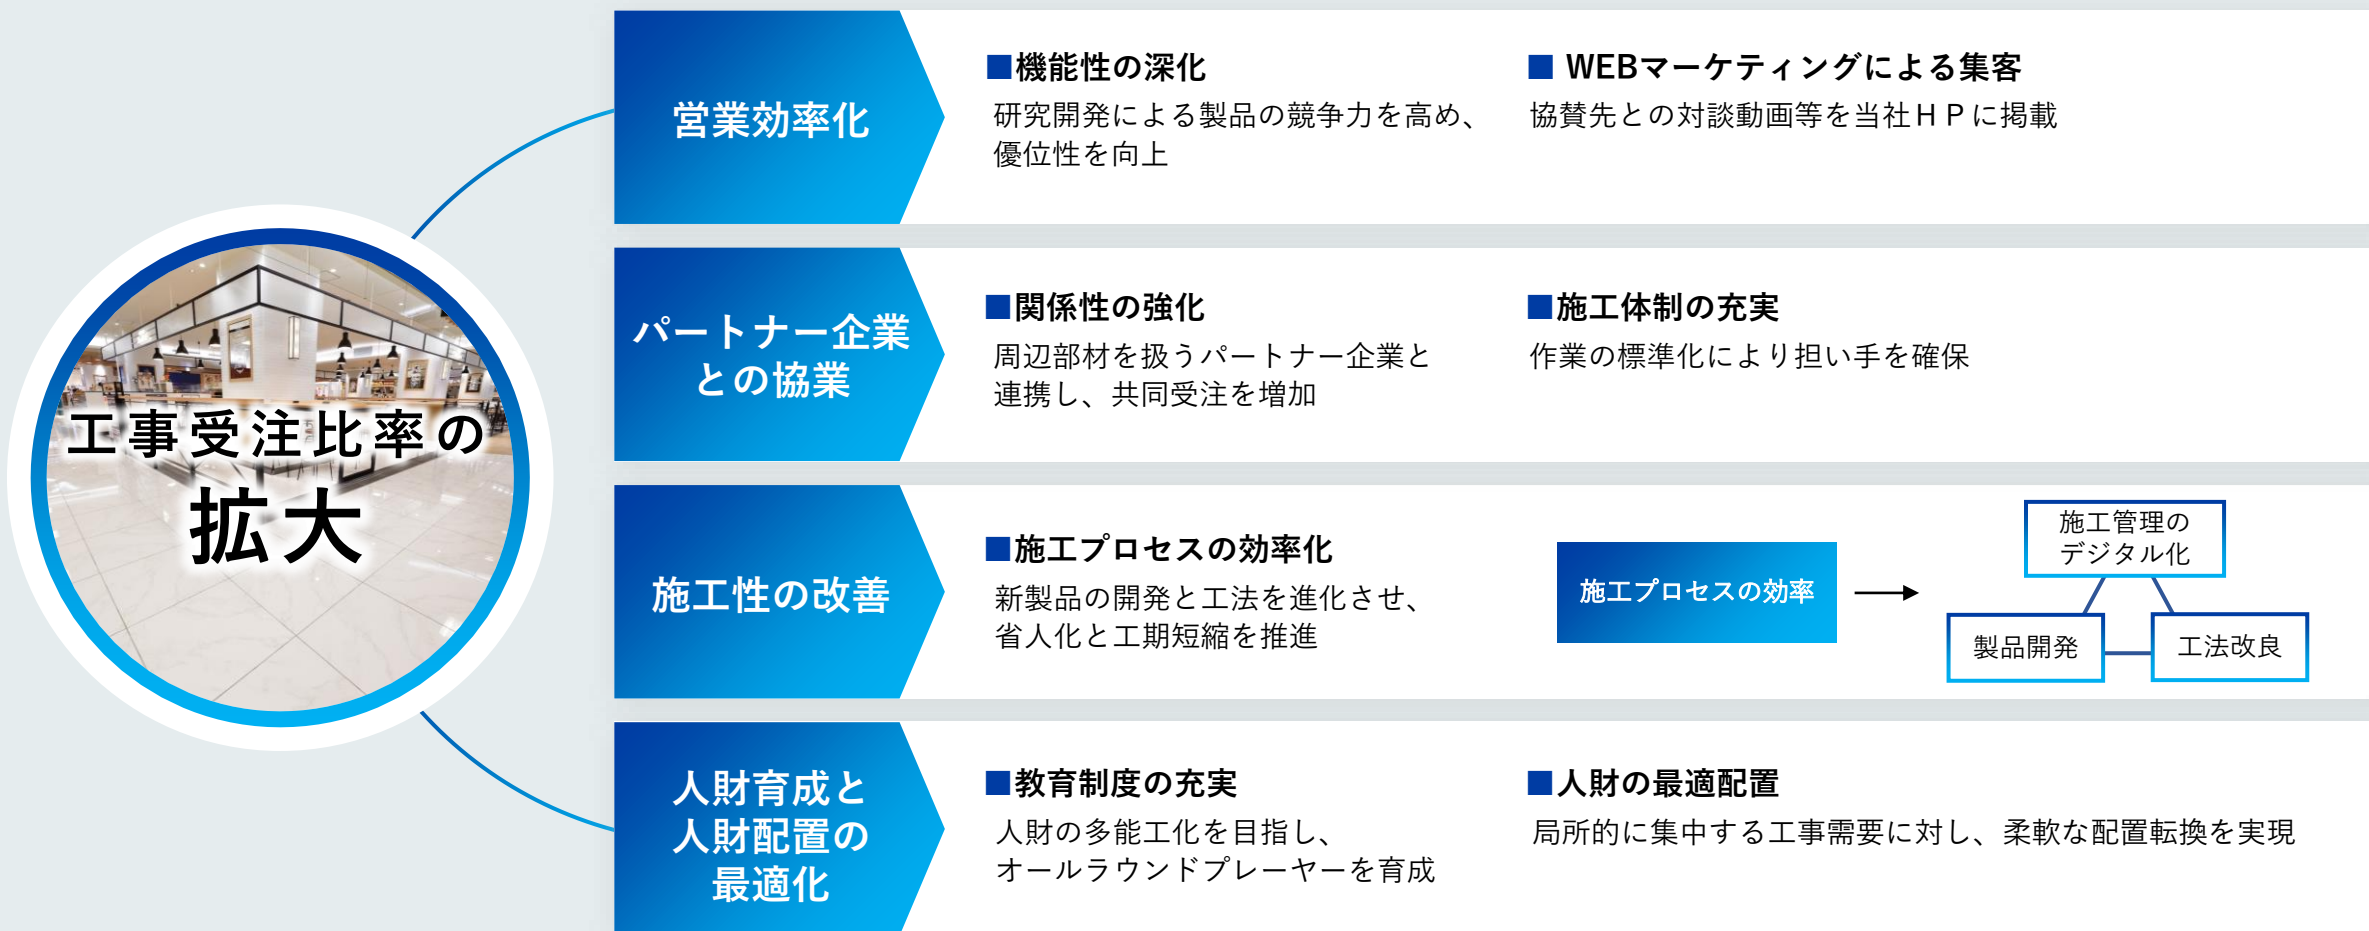 工事受注比率の
拡大
営業効率化
■機能性の深化
研究開発による製品の競争力を高め、
優位性を向上
■ WEBマーケティングによる集客
協賛先との対談動画等を当社ＨＰに掲載
パートナー企業
との協業
■関係性の強化
周辺部材を扱うパートナー企業と
連携し、共同受注を増加
■施工体制の充実
作業の標準化により担い手を確保
施工性の改善
■施工プロセスの効率化
新製品の開発と工法を進化させ、
省人化と工期短縮を推進
施工プロセスの効率
施工管理の
デジタル化
製品開発
工法改良
人財育成と
人財配置の
最適化
■教育制度の充実
人財の多能工化を目指し、
オールラウンドプレーヤーを育成
■人財の最適配置
局所的に集中する工事需要に対し、柔軟な配置転換を実現